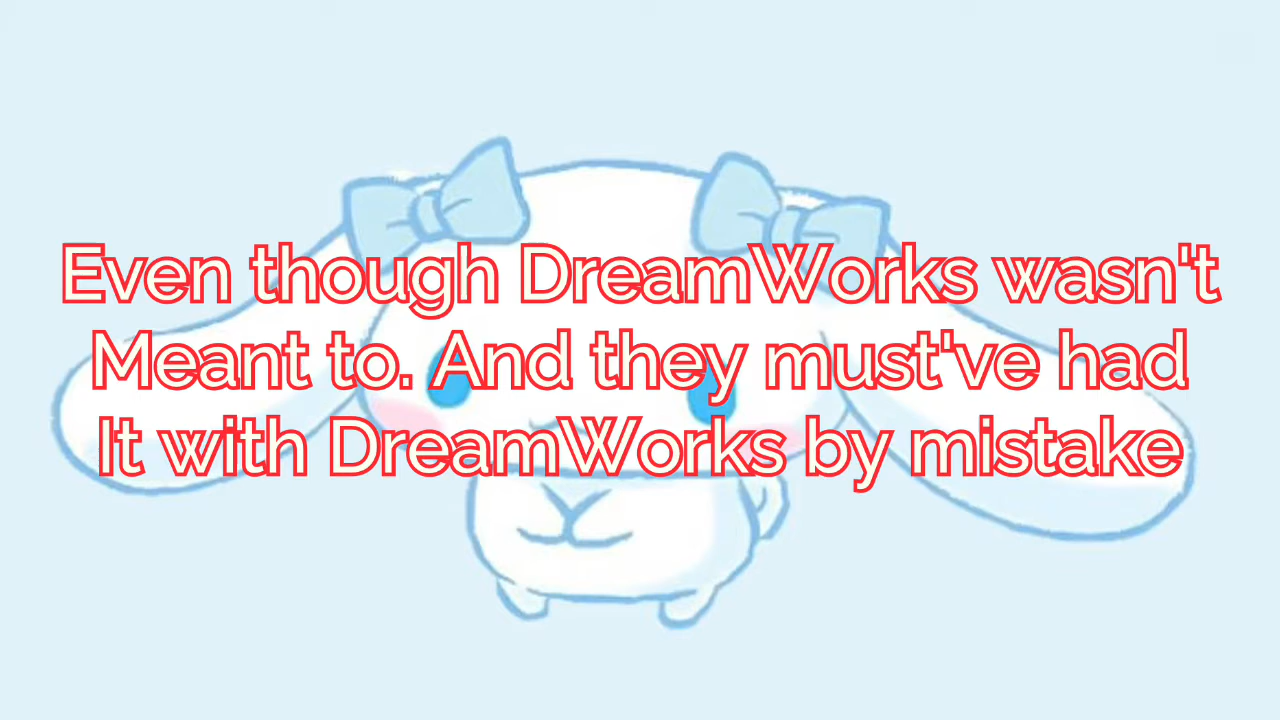 Even though DreamWorks wasn't
Meant to. And they must've had
It with DreamWorks by mistake